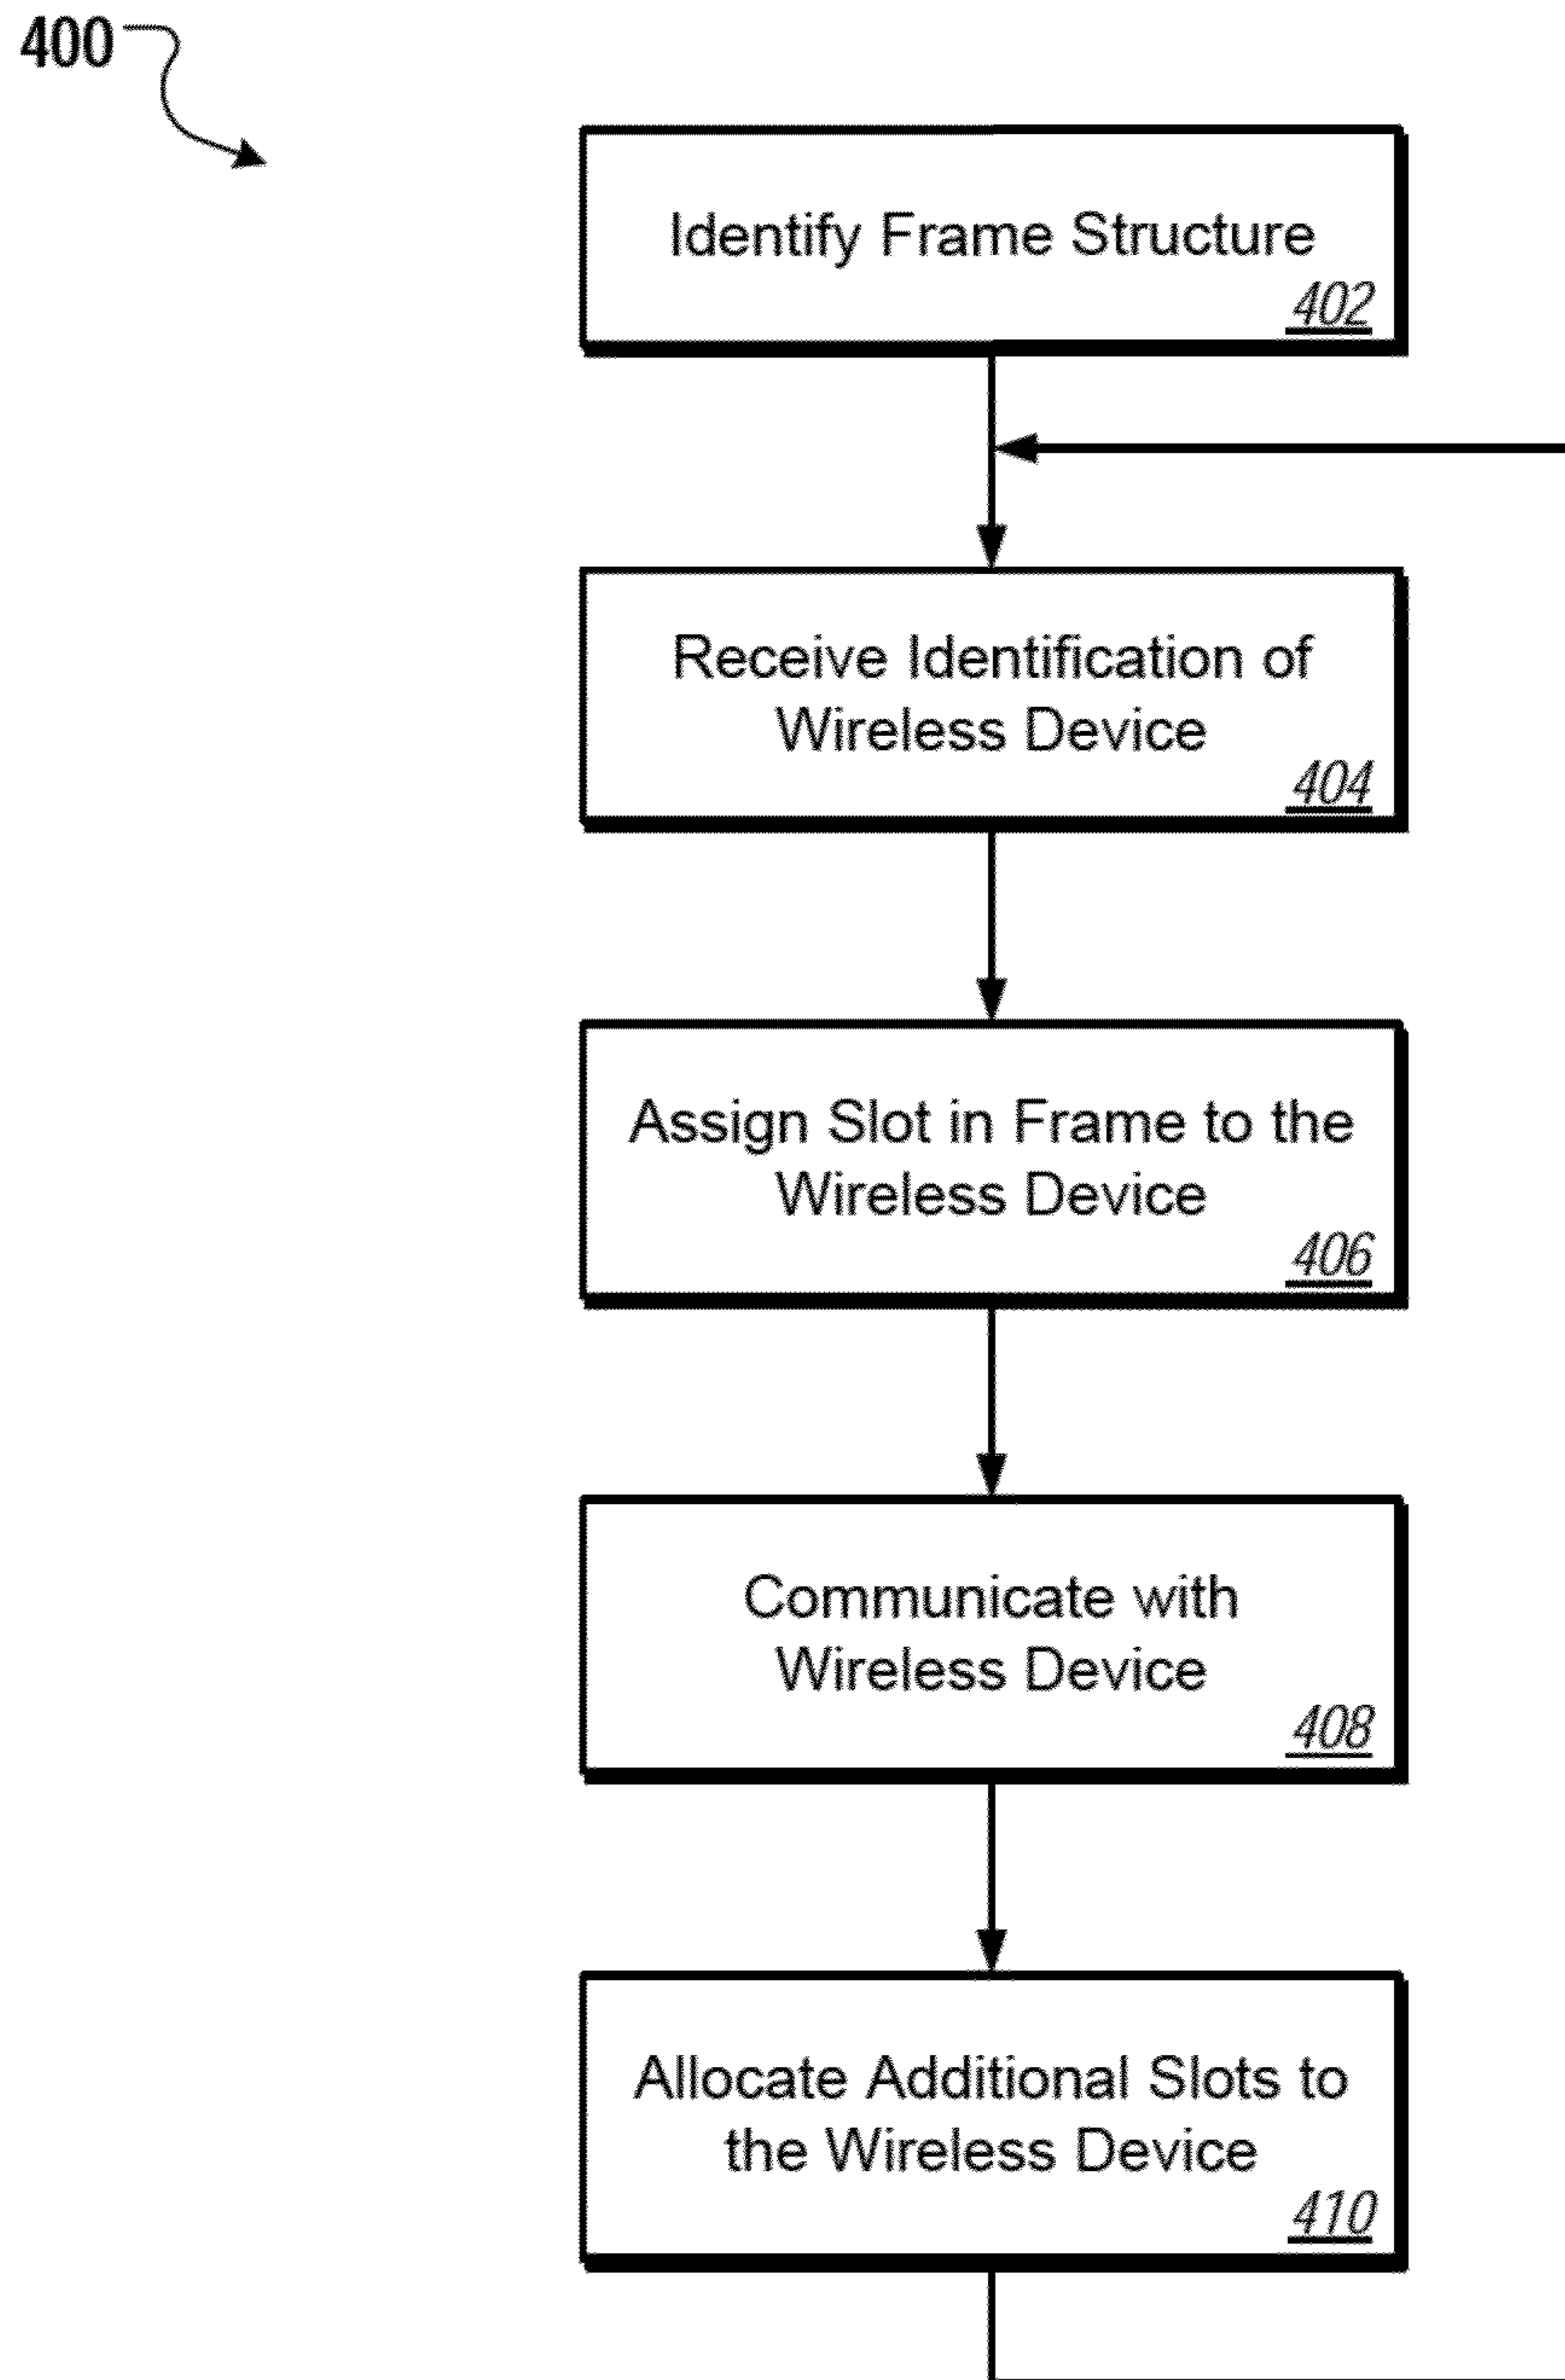 400
Identify Frame Structure
402
Receive Identification of
Wireless Device
404
Assign Slot in Frame to the
Wireless Device
406
Communicate with
Wireless Device
408
Allocate Additional Slots to
the Wireless Device
410